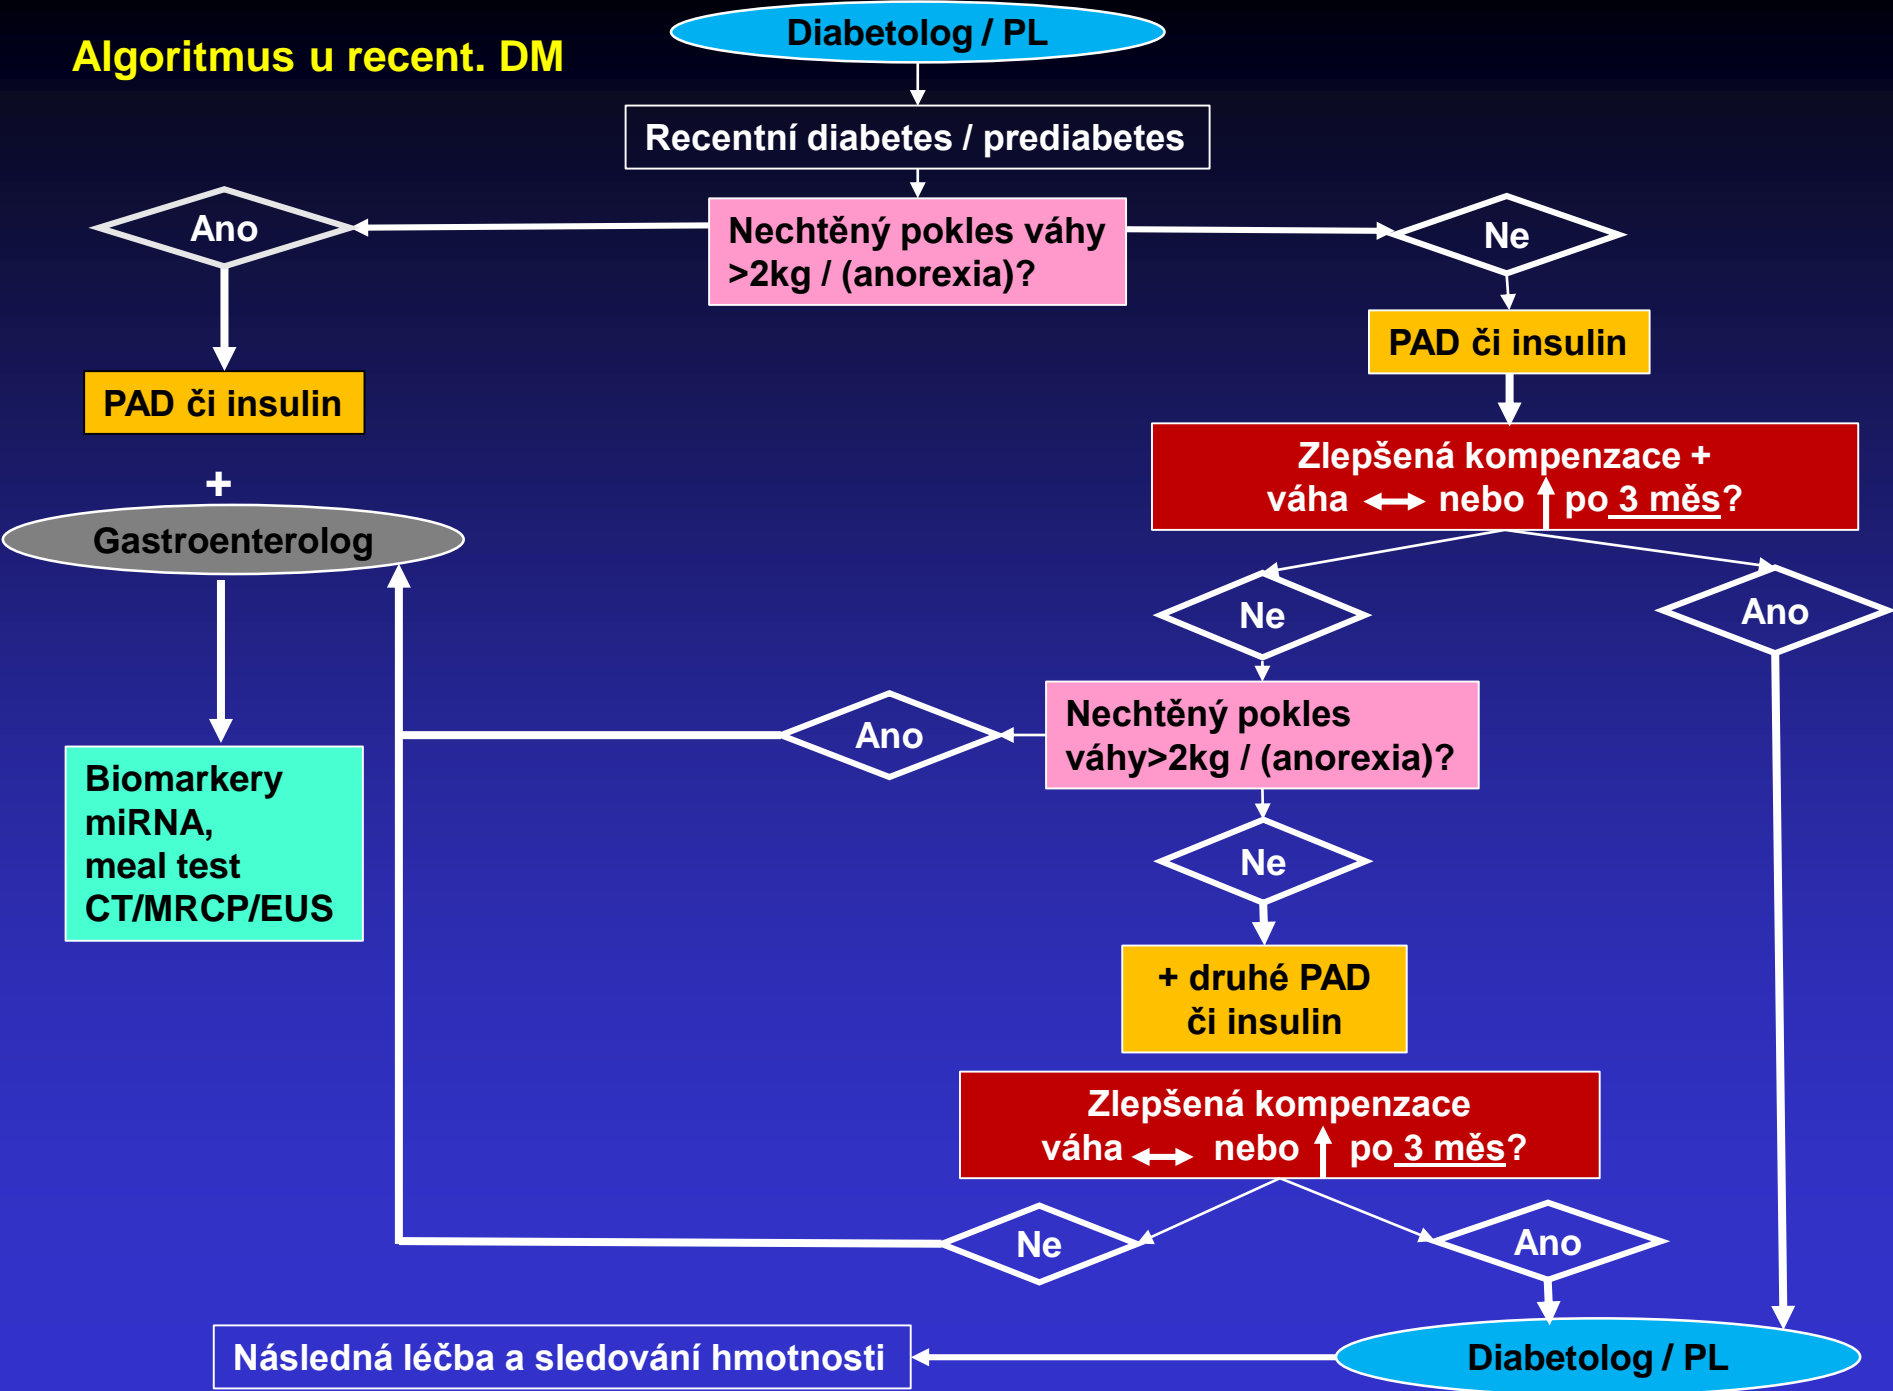 Algoritmus u recent. DM
Diabetolog / PL
Recentní diabetes / prediabetes
Nechtěný pokles váhy
>2kg / (anorexia)?
Ano
Ne
PAD či insulin
PAD či insulin
+
Gastroenterolog
Zlepšená kompenzace +
váha ↔ nebo ↑ po 3 měs?
Ne
Ano
Nechtěný pokles
váhy>2kg / (anorexia)?
Ano
Biomarkery
miRNA,
meal test
CT/MRCP/EUS
Ne
+ druhé PAD
či insulin
Zlepšená kompenzace
váha ↔ nebo ↑ po 3 měs?
Ne
Ano
Diabetolog / PL
Následná léčba a sledování hmotnosti